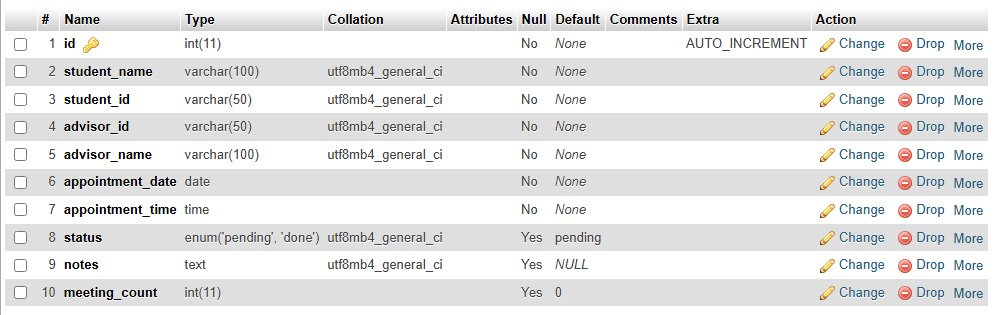 # Name Type Collation Attributes Null Default Comments Extra Action
1 id int(11) No None AUTO_INCREMENT Change Drop More
2 student_name varchar(100) utf8mb4_general_ci No None Change Drop More
3 student_id varchar(50) utf8mb4_general_ci No None Change Drop More
4 advisor_id varchar(50) utf8mb4_general_ci No None Change Drop More
5 advisor_name varchar(100) utf8mb4_general_ci No None Change Drop More
6 appointment_date date No None Change Drop More
7 appointment_time time No None Change Drop More
8 status enum('pending', 'done') utf8mb4_general_ci Yes pending Change Drop More
9 notes text utf8mb4_general_ci Yes NULL Change Drop More
10 meeting_count int(11) Yes 0 Change Drop More